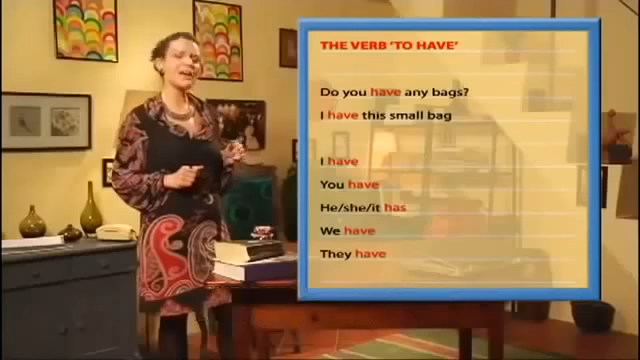 THE VERB 'TO HAVE'
Do you have any bags?
I have this small bag
I have
You have
He/she/it has
We have
They have